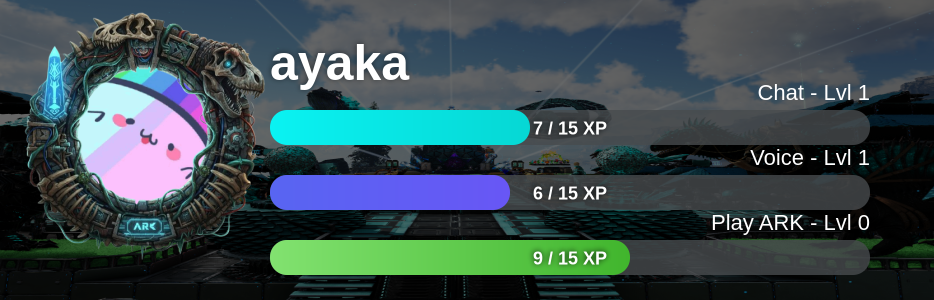 ayaka
Chat - Lvl 1
7 / 15 XP
Voice - Lvl 1
6 / 15 XP
Play ARK - Lvl 0
9 / 15 XP
ARK